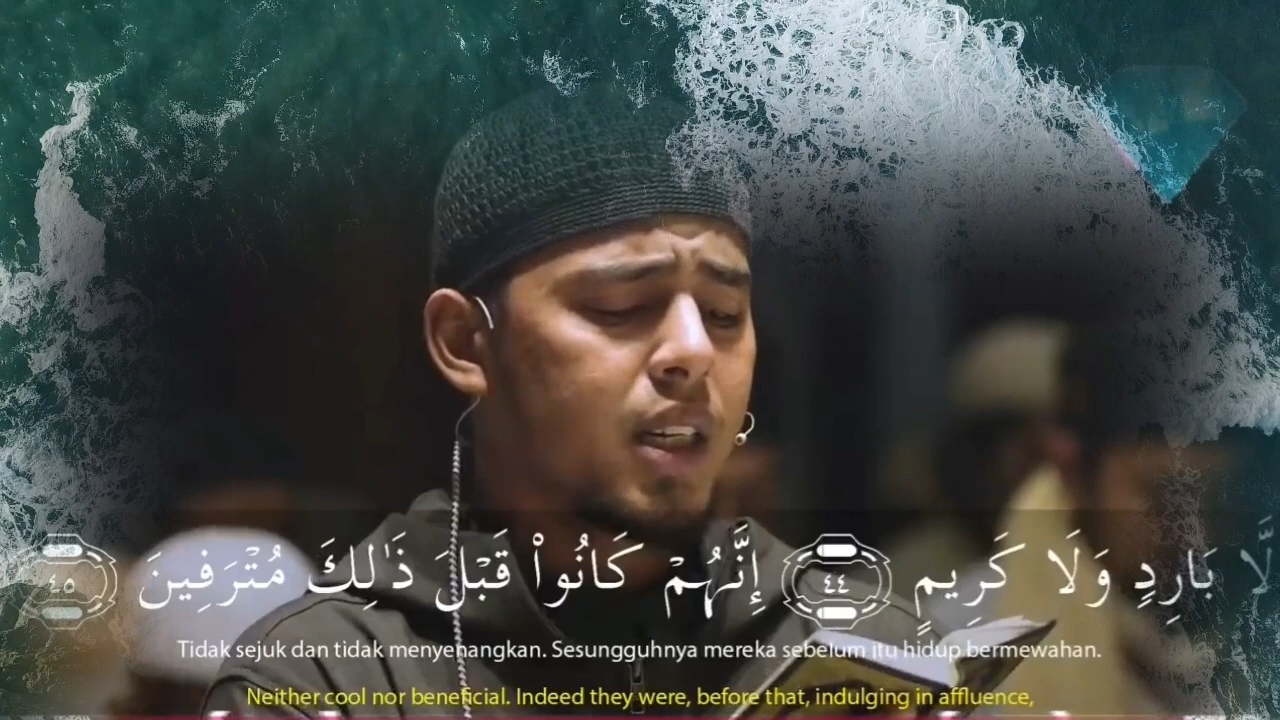 لَّا بَارِدٍ وَلَا كَرِيمٍ ٤٤ إِنَّهُمْ كَانُوا۟ قَبْلَ ذَٰلِكَ مُتْرَفِينَ ٤٥
Tidak sejuk dan tidak menyenangkan. Sesungguhnya mereka sebelum itu hidup bermewahan.
Neither cool nor beneficial. Indeed they were, before that, indulging in affluence,